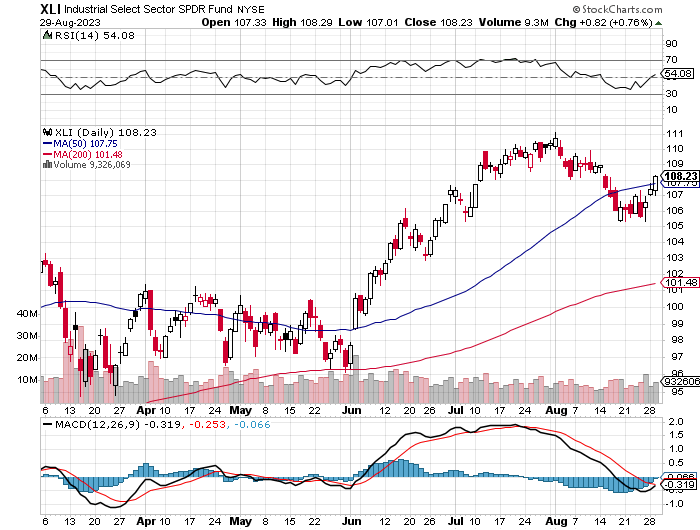 XLI Industrial Select Sector SPDR Fund NYSE © StockCharts.com
29-Aug-2023 Open 107.33 High 108.29 Low 107.01 Close 108.23 Volume 9.3M Chg +0.82 (+0.76%)
RSI(14) 54.08
90
70
54.08
50
30
10
XLI (Daily) 108.23
MA(50) 107.75
MA(200) 101.48
Volume 9,326,069
111
110
109
108.23
107.75
107
106
105
104
103
102
101.48
101
100
99
98
97
96
95
40M
30M
20M
10M
9326069
6 13 20 27 Apr 10 17 24 May 8 15 22 Jun 12 20 26 Jul 10 17 24 Aug 7 14 21 28
MACD(12,26,9) -0.319, -0.253, -0.066
2.0
1.5
1.0
0.5
-0.066
-0.319
-0.5
-1.0
6 13 20 27 Apr 10 17 24 May 8 15 22 Jun 12 20 26 Jul 10 17 24 Aug 7 14 21 28